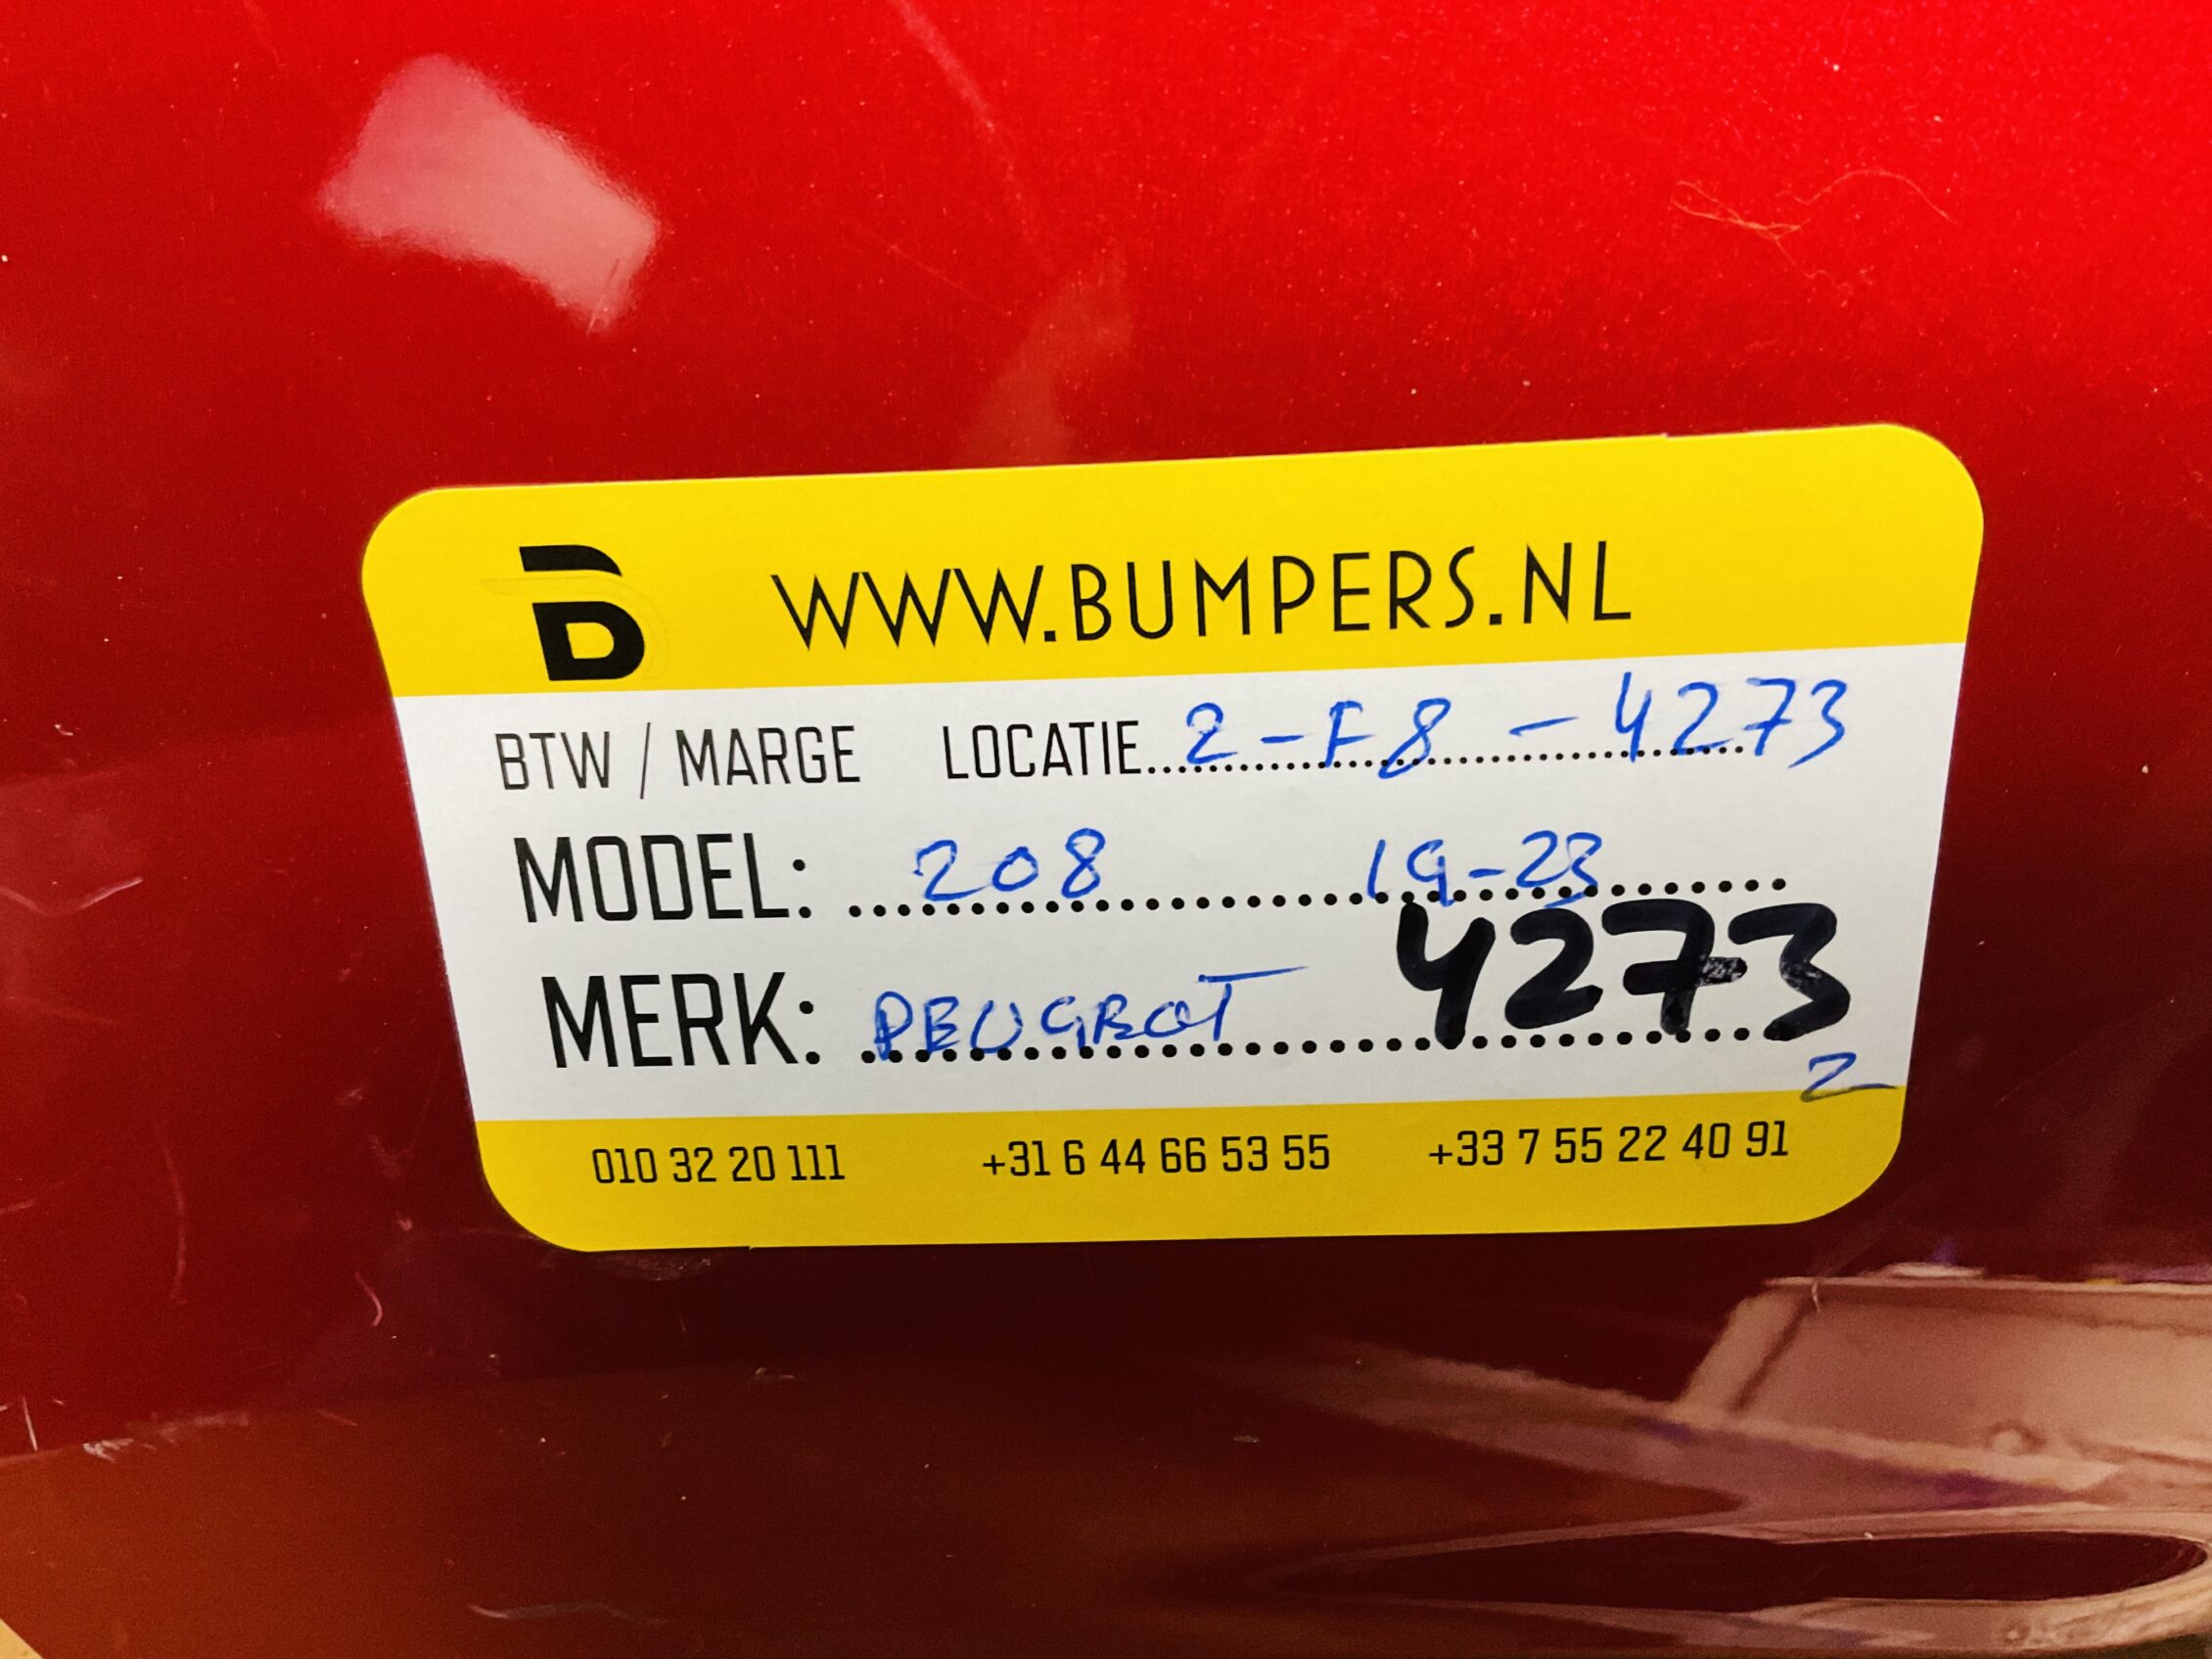 WWW.BUMPERS.NL
BTW / MARGE LOCATIE 2-F8 - 4273
MODEL: 208 19-23
MERK: PEUGEOT 4273
2
010 32 20 111 +31 6 44 66 53 55 +33 7 55 22 40 91